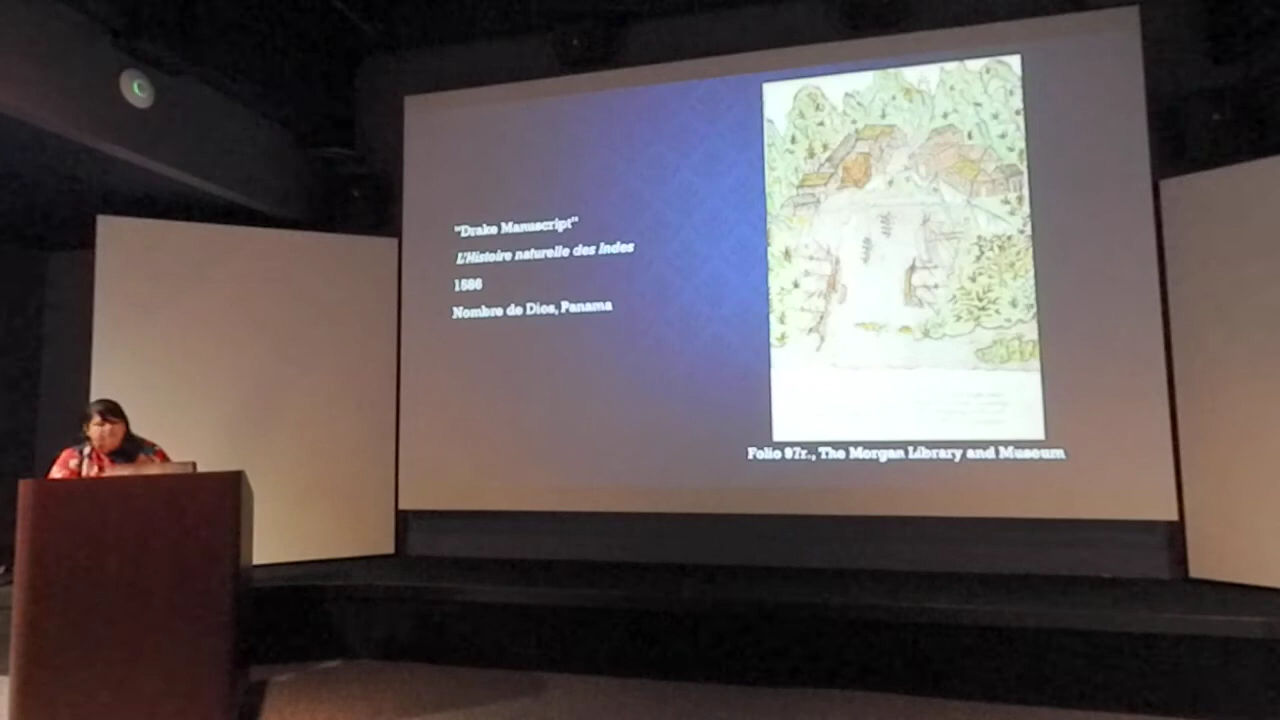 "Drake Manuscript"
L'Histoire naturelle des Indes
1586
Nombre de Dios, Panama
Folio 97r., The Morgan Library and Museum